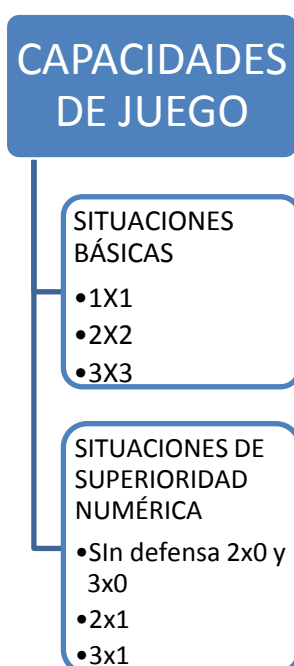 CAPACIDADES
DE JUEGO
SITUACIONES
BÁSICAS
•1X1
•2X2
•3X3
SITUACIONES DE
SUPERIORIDAD
NUMÉRICA
•SIn defensa 2x0 y
3x0
•2x1
•3x1